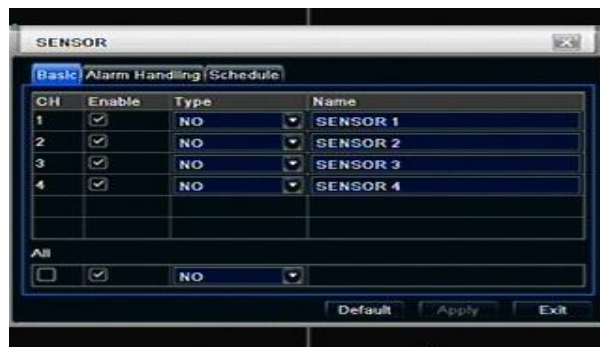 SENSOR
Basic Alarm Handling Schedule
CH Enable Type Name
1 NO SENSOR 1
2 NO SENSOR 2
3 NO SENSOR 3
4 NO SENSOR 4
All
NO
Default Apply Exit